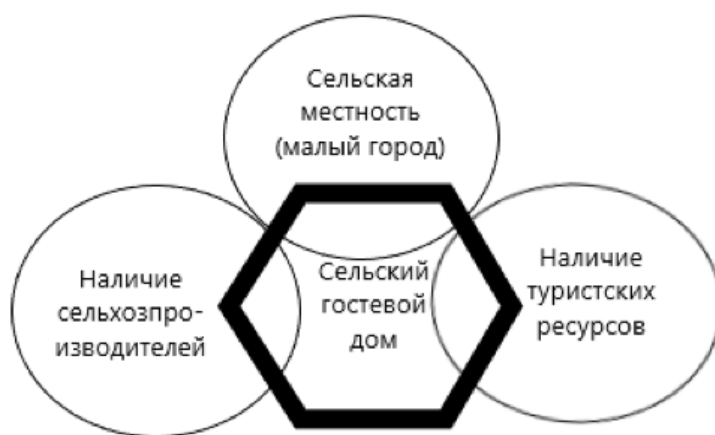 Сельская
местность
(малый город)
Наличие
сельхозпро-
изводителей
Сельский
гостевой
дом
Наличие
туристских
ресурсов